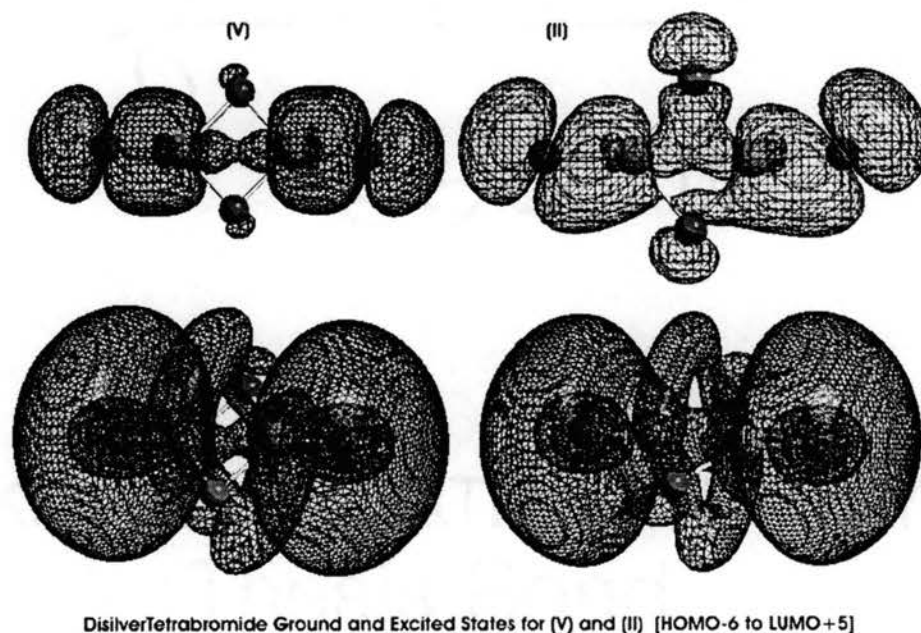 (V) (II)
DisilverTetrabromide Ground and Excited States for (V) and (II) [HOMO-6 to LUMO+5]